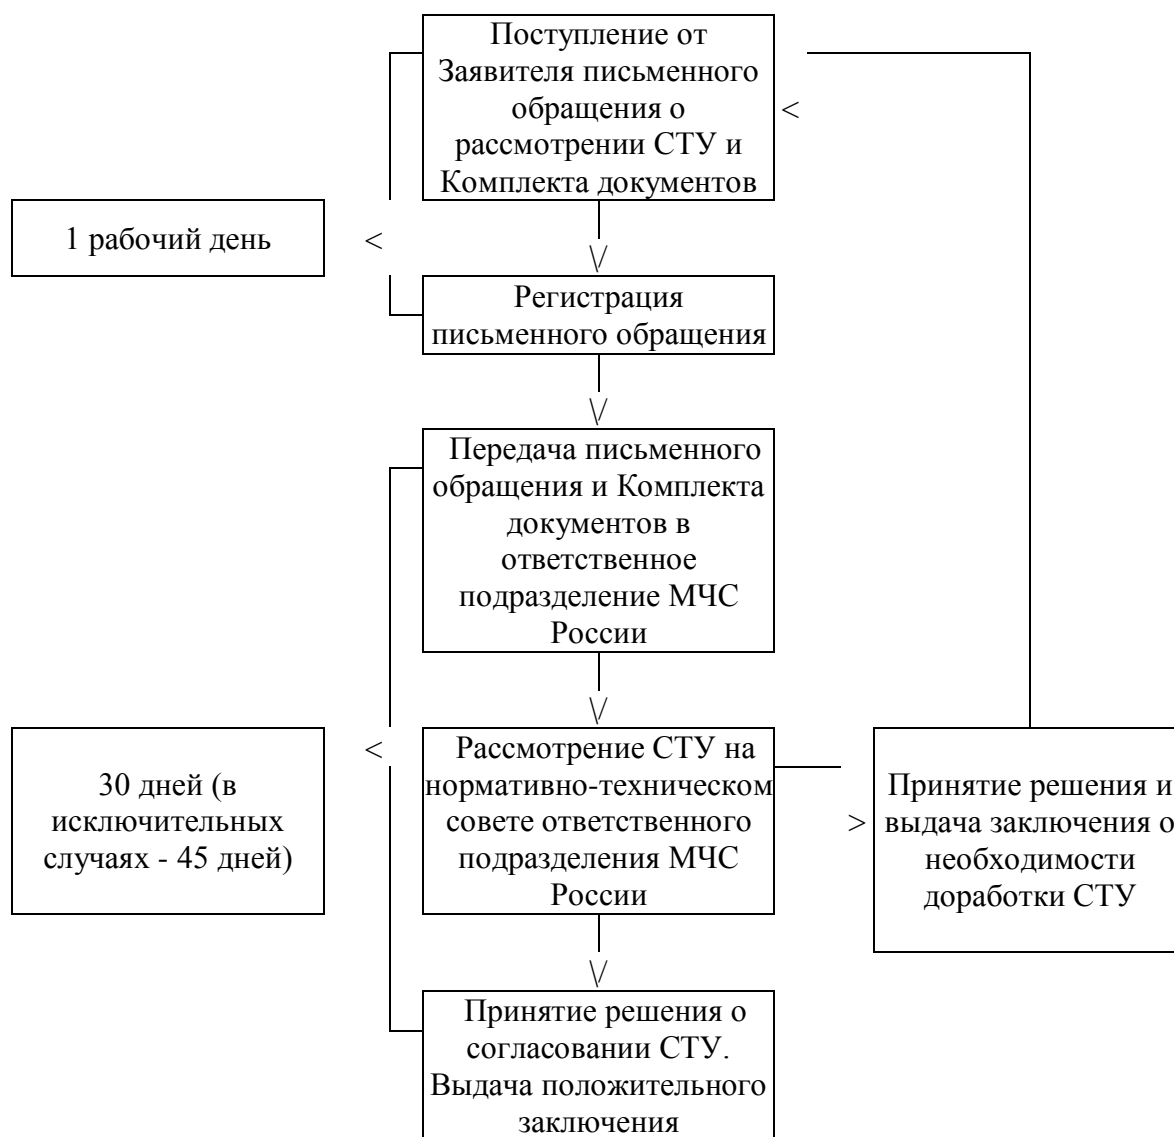 Поступление от
Заявителя письменного
обращения о
рассмотрении СТУ и
Комплекта документов
<
1 рабочий день
<
\/
Регистрация
письменного обращения
\/
Передача письменного
обращения и Комплекта
документов в
ответственное
подразделение МЧС
России
\/
30 дней (в
исключительных
случаях - 45 дней)
<
Рассмотрение СТУ на
нормативно-техническом
совете ответственного
подразделения МЧС
России
>
Принятие решения и
выдача заключения о
необходимости
доработки СТУ
\/
Принятие решения о
согласовании СТУ.
Выдача положительного
заключения